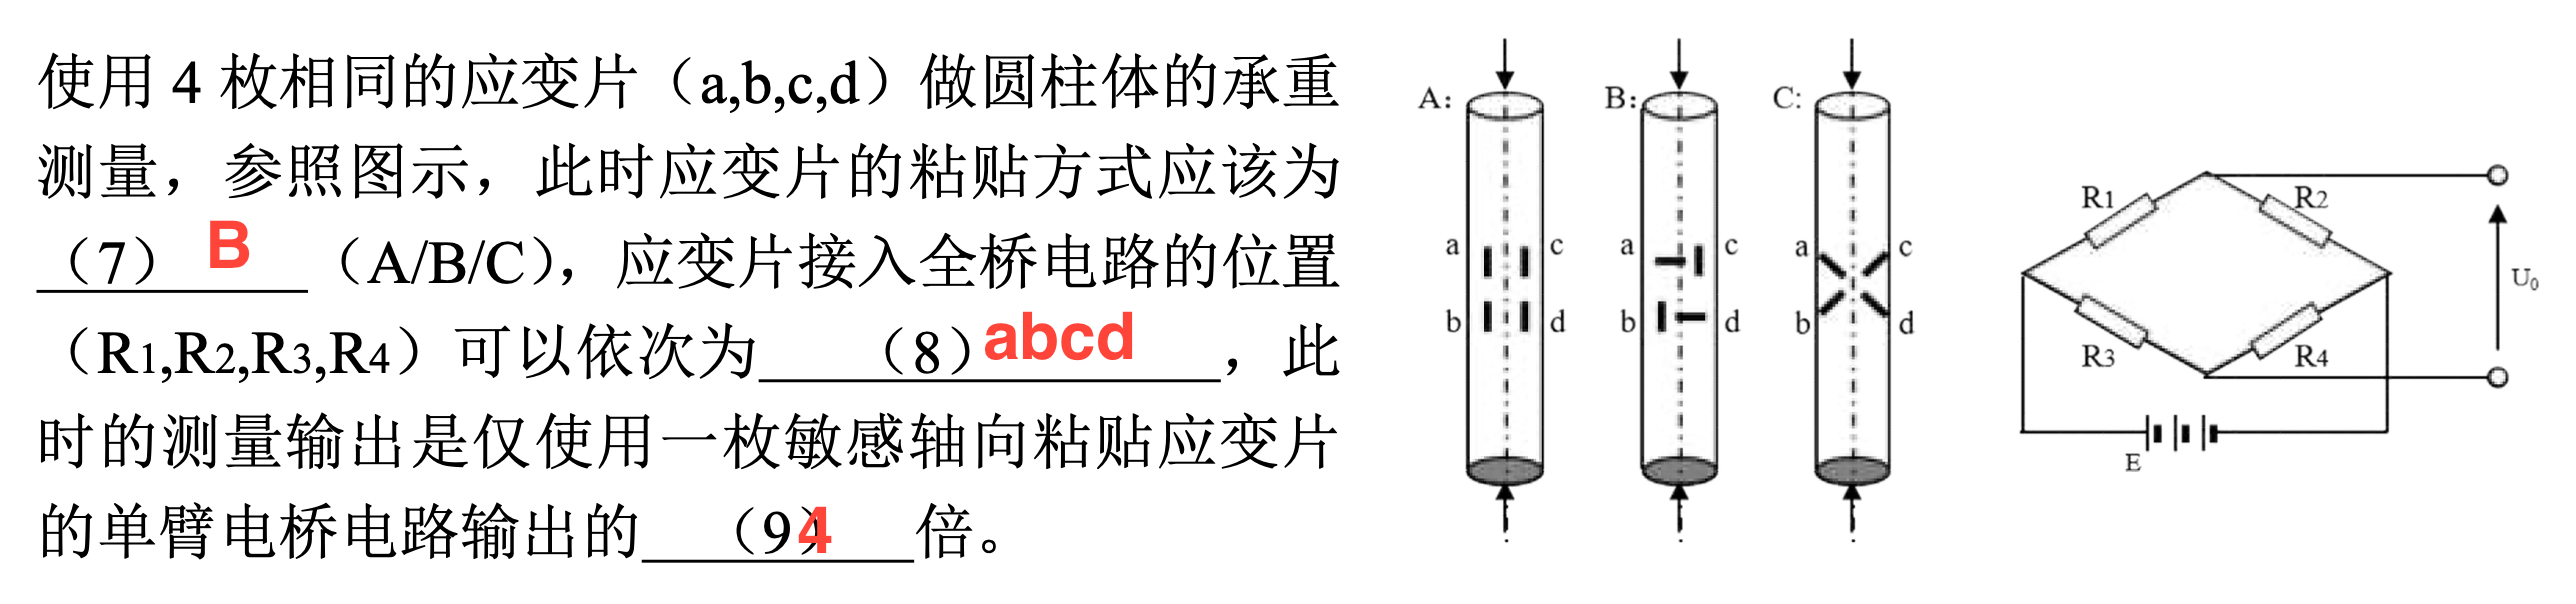 使用 4 枚相同的应变片（a,b,c,d）做圆柱体的承重
测量，参照图示，此时应变片的粘贴方式应该为
（7） B （A/B/C），应变片接入全桥电路的位置
（R1,R2,R3,R4）可以依次为 （8）abcd ，此
时的测量输出是仅使用一枚敏感轴向粘贴应变片
的单臂电桥电路输出的 （9）4 倍。
A: B: C:
a c a c a c
b d b d b d
R1 R2
U0
R3 R4
E